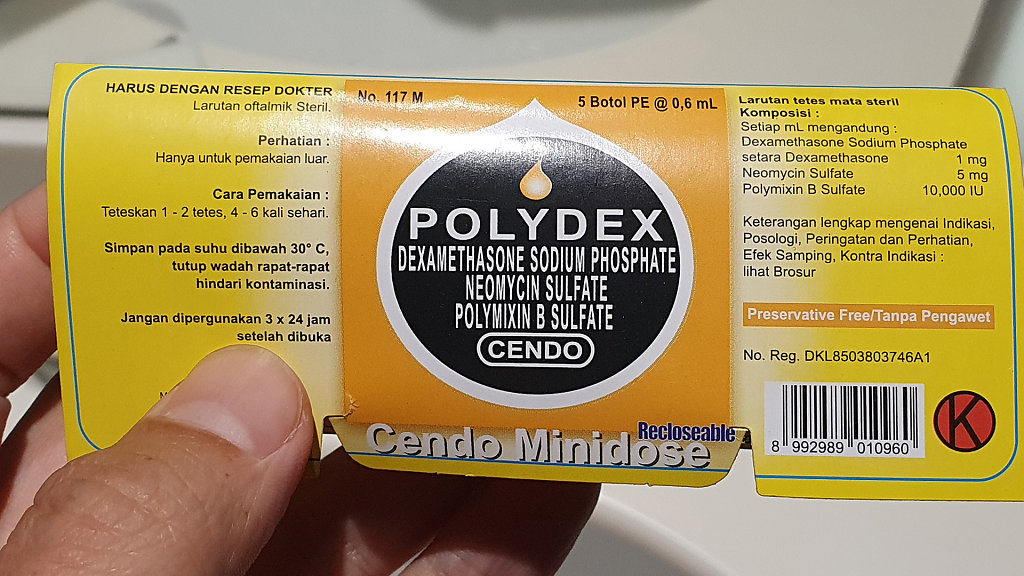 HARUS DENGAN RESEP DOKTER
Larutan oftalmik Steril.
Perhatian :
Hanya untuk pemakaian luar.
Cara Pemakaian :
Teteskan 1 - 2 tetes, 4 - 6 kali sehari.
Simpan pada suhu dibawah 30° C,
tutup wadah rapat-rapat
hindari kontaminasi.
Jangan dipergunakan 3 x 24 jam
setelah dibuka
No. 117 M
5 Botol PE @ 0,6 mL
POLYDEX
DEXAMETHASONE SODIUM PHOSPHATE
NEOMYCIN SULFATE
POLYMIXIN B SULFATE
CENDO
Recloseable
Cendo Minidose
Larutan tetes mata steril
Komposisi :
Setiap mL mengandung :
Dexamethasone Sodium Phosphate
setara Dexamethasone 1 mg
Neomycin Sulfate 5 mg
Polymixin B Sulfate 10,000 IU
Keterangan lengkap mengenai Indikasi,
Posologi, Peringatan dan Perhatian,
Efek Samping, Kontra Indikasi :
lihat Brosur
Preservative Free/Tanpa Pengawet
No. Reg. DKL8503803746A1
8 992989 010960
K